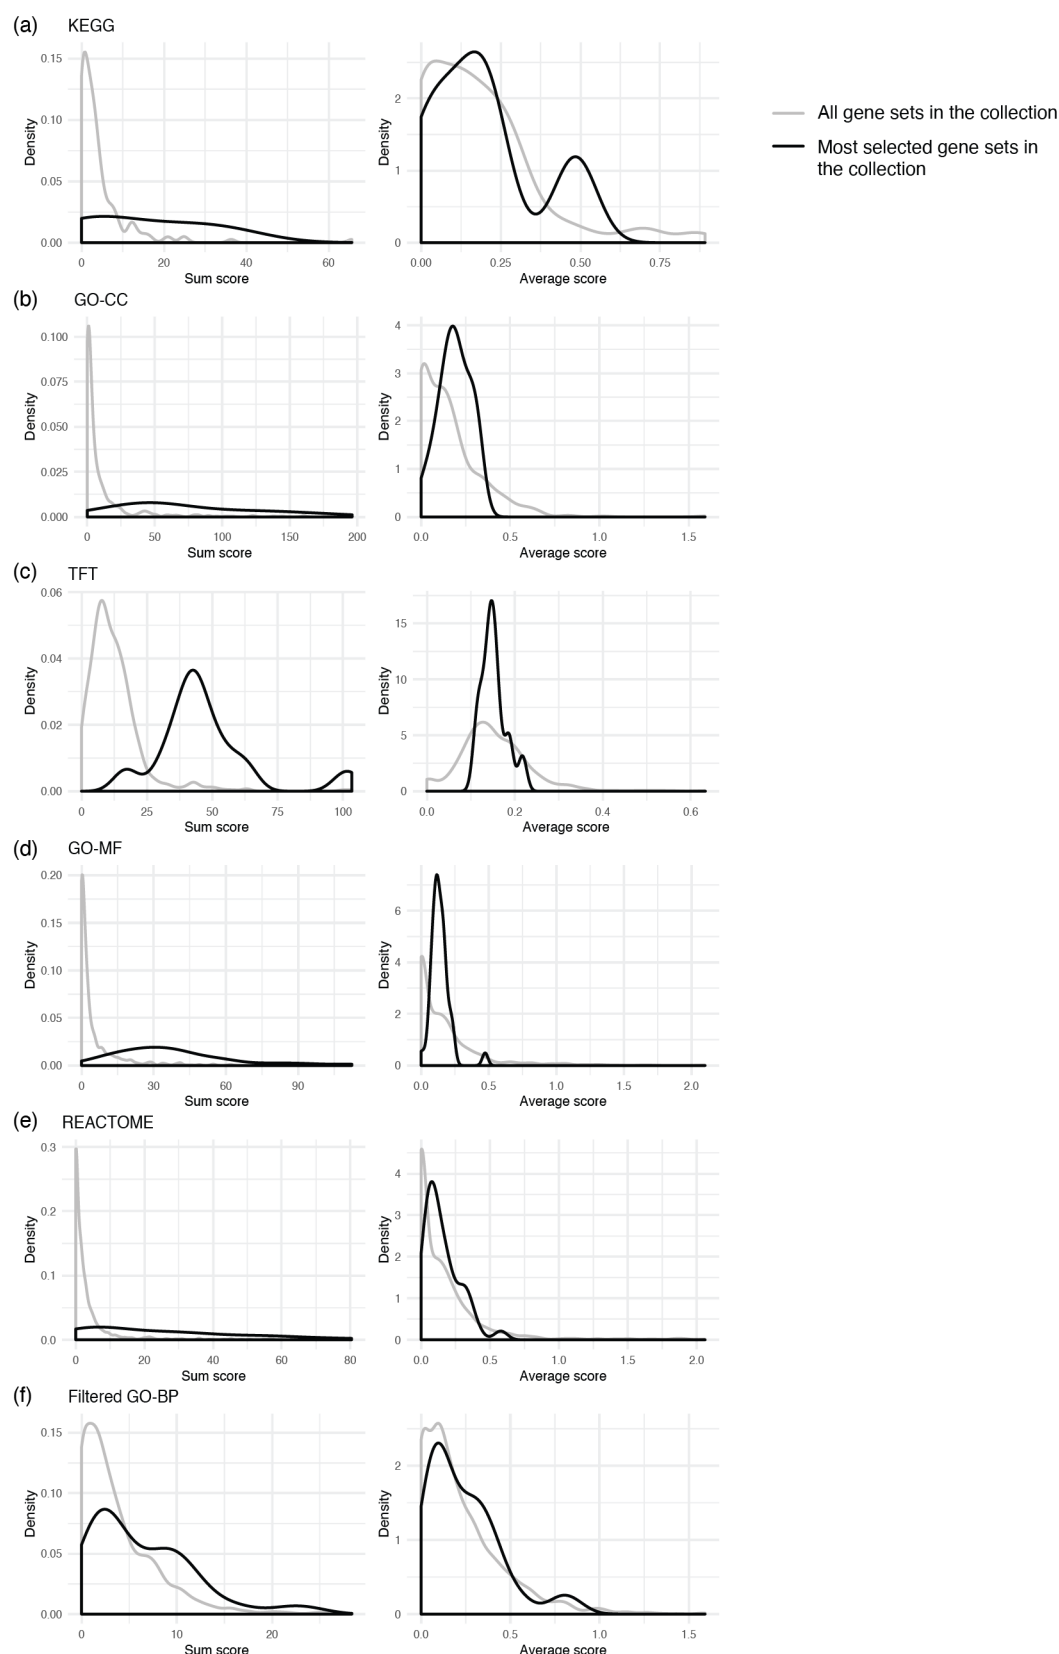 (a) KEGG
0.15
0.10
0.05
0.00
Density
0 20 40 60
Sum score
2
1
0
Density
0.00 0.25 0.50 0.75
Average score
All gene sets in the collection
Most selected gene sets in
the collection
(b) GO-CC
0.100
0.075
0.050
0.025
0.000
Density
0 50 100 150 200
Sum score
4
3
2
1
0
Density
0.0 0.5 1.0 1.5
Average score
(c) TFT
0.06
0.04
0.02
0.00
Density
0 25 50 75 100
Sum score
15
10
5
0
Density
0.0 0.2 0.4 0.6
Average score
(d) GO-MF
0.20
0.15
0.10
0.05
0.00
Density
0 30 60 90
Sum score
6
4
2
0
Density
0.0 0.5 1.0 1.5 2.0
Average score
(e) REACTOME
0.3
0.2
0.1
0.0
Density
0 20 40 60 80
Sum score
4
3
2
1
0
Density
0.0 0.5 1.0 1.5 2.0
Average score
(f) Filtered GO-BP
0.15
0.10
0.05
0.00
Density
0 10 20
Sum score
2
1
0
Density
0.0 0.5 1.0 1.5
Average score